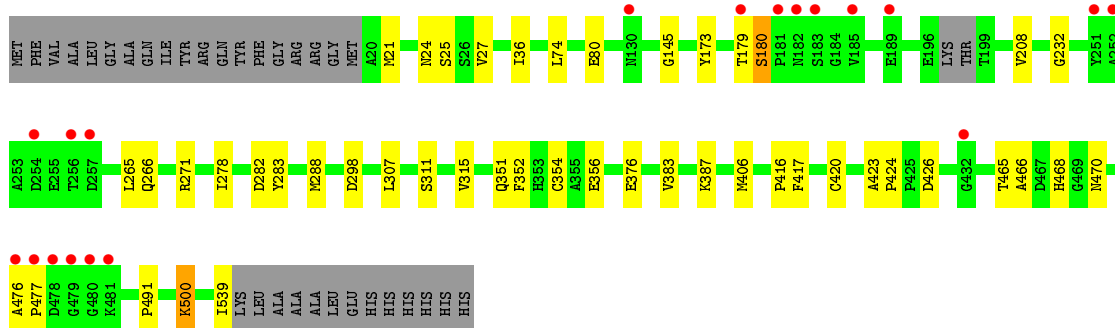 MET PHE VAL ALA LEU GLY ALA GLN ILE TYR TYR ARG GLN TYR PHE GLY ARG ARG GLY MET A20 M21 N24 S25 S26 V27 I36 L74 E80 N130 G145 Y173 T179 S180 P181 N182 S183 G184 V185 E189 E196 LYS THR T199 V208 G232 Y251 A252
A253 D254 E255 T256 D257 L265 Q266 R271 I278 D282 Y283 M288 D298 L307 S311 V315 Q351 F352 H353 C354 A355 E356 E376 V383 K387 M406 P416 F417 C420 A423 P424 P425 D426 G432 T465 A466 D467 H468 G469 N470
A476 P477 D478 G479 G480 K481 P491 K500 I539 LYS LEU ALA ALA ALA LEU GLU HIS HIS HIS HIS HIS HIS